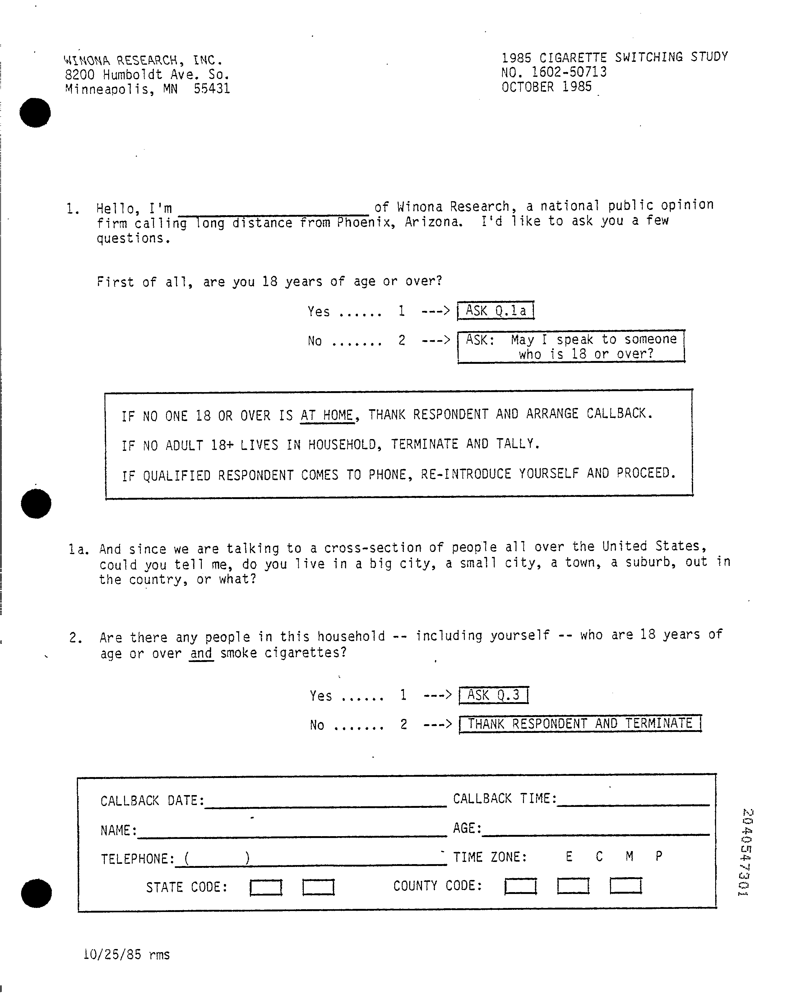 WINONA RESEARCH, INC.
8200 Humboldt Ave. So.
Minneapolis, MN 55431
1985 CIGARETTE SWITCHING STUDY
NO. 1602-50713
OCTOBER 1985
1. Hello, I'm ____________________ of Winona Research, a national public opinion
firm calling long distance from Phoenix, Arizona. I'd like to ask you a few
questions.
First of all, are you 18 years of age or over?
Yes ...... 1 ---> ASK Q.1a
No ....... 2 ---> ASK: May I speak to someone
who is 18 or over?
IF NO ONE 18 OR OVER IS AT HOME, THANK RESPONDENT AND ARRANGE CALLBACK.
IF NO ADULT 18+ LIVES IN HOUSEHOLD, TERMINATE AND TALLY.
IF QUALIFIED RESPONDENT COMES TO PHONE, RE-INTRODUCE YOURSELF AND PROCEED.
1a. And since we are talking to a cross-section of people all over the United States,
could you tell me, do you live in a big city, a small city, a town, a suburb, out in
the country, or what?
2. Are there any people in this household -- including yourself -- who are 18 years of
age or over and smoke cigarettes?
Yes ...... 1 ---> ASK Q.3
No ....... 2 ---> THANK RESPONDENT AND TERMINATE
CALLBACK DATE:____________________ CALLBACK TIME:____________________
NAME:____________________ AGE:____________________
TELEPHONE: (      )____________________ TIME ZONE: E C M P
STATE CODE: COUNTY CODE:
2040547301
10/25/85 rms